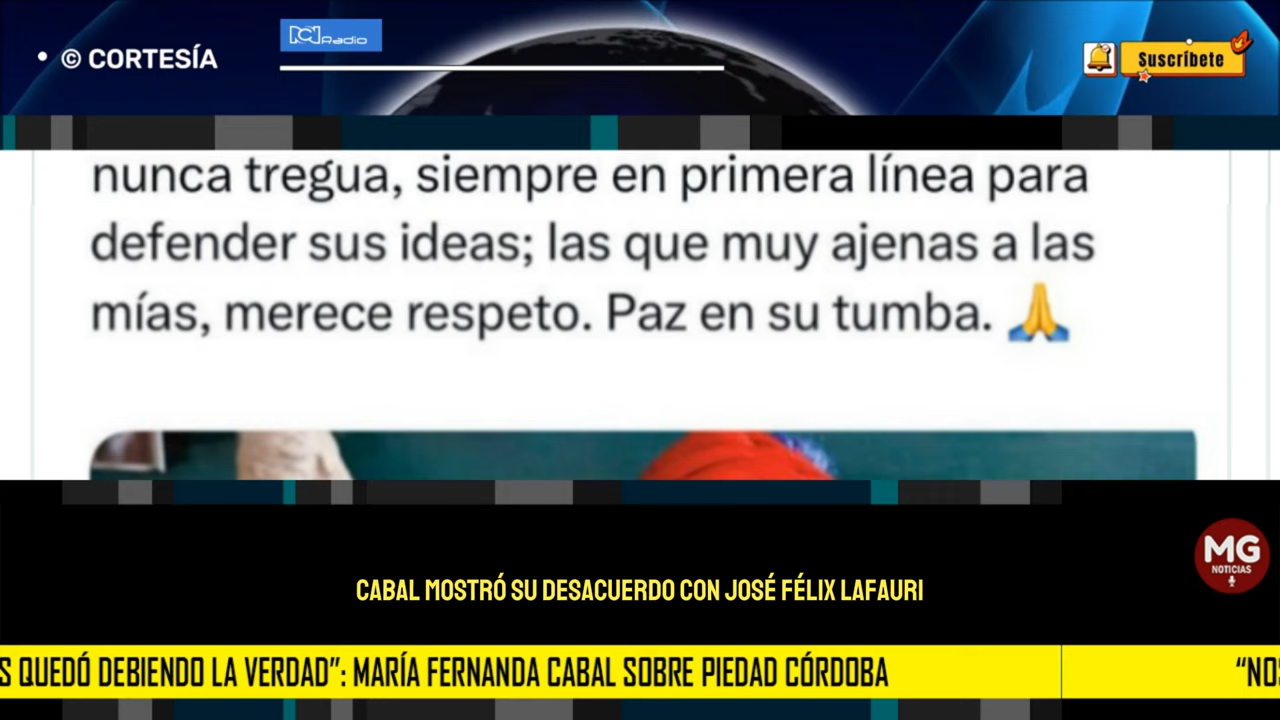 • © CORTESÍA
RCN Radio
Suscríbete
nunca tregua, siempre en primera línea para
defender sus ideas; las que muy ajenas a las
mías, merece respeto. Paz en su tumba. 🙏
CABAL MOSTRÓ SU DESACUERDO CON JOSÉ FÉLIX LAFAURI
MG
NOTICIAS
S QUEDÓ DEBIENDO LA VERDAD”: MARÍA FERNANDA CABAL SOBRE PIEDAD CÓRDOBA
“NO